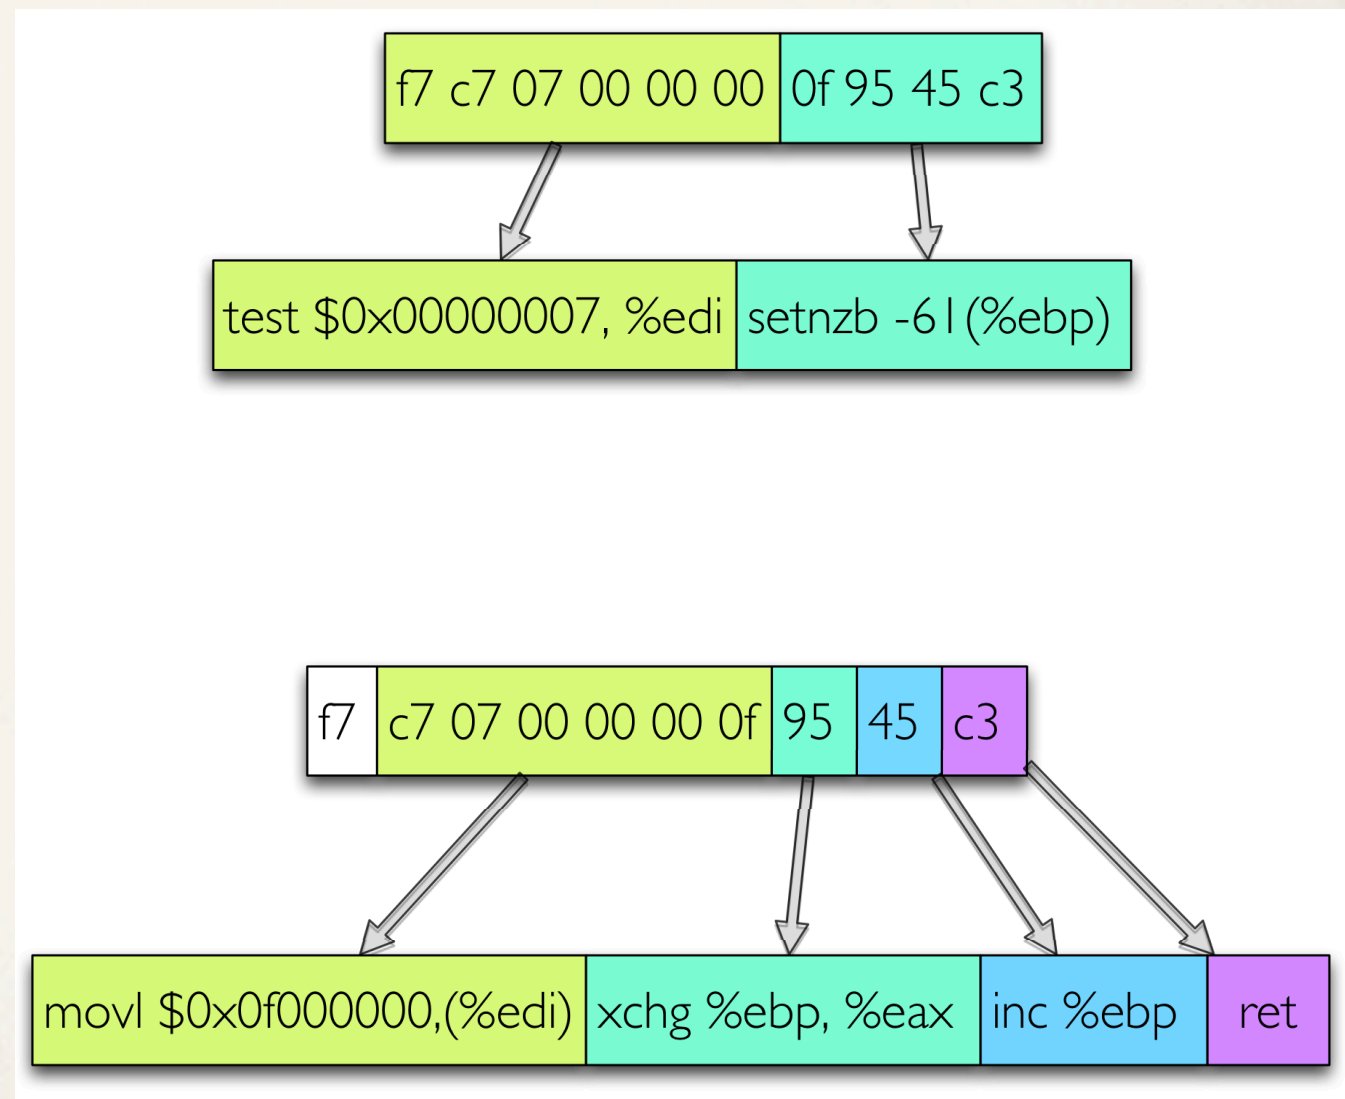 f7 c7 07 00 00 00 0f 95 45 c3
test $0x00000007, %edi setnzb -61(%ebp)
f7 c7 07 00 00 00 0f 95 45 c3
movl $0x0f000000,(%edi) xchg %ebp, %eax inc %ebp ret